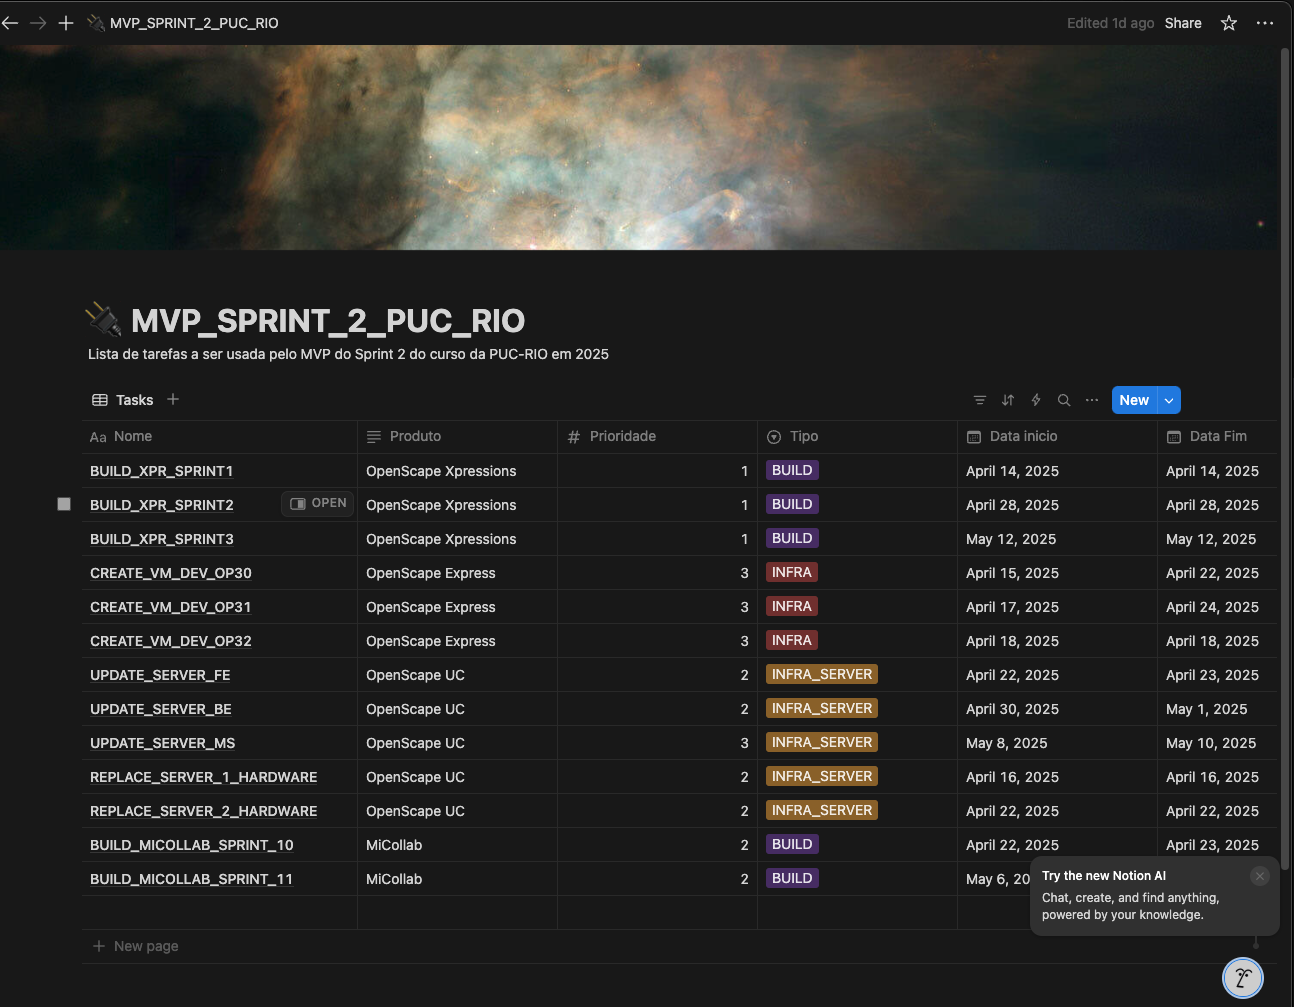 MVP_SPRINT_2_PUC_RIO
Edited 1d ago Share
MVP_SPRINT_2_PUC_RIO
Lista de tarefas a ser usada pelo MVP do Sprint 2 do curso da PUC-RIO em 2025
Tasks
New
Aa Nome Produto # Prioridade Tipo Data inicio Data Fim
BUILD_XPR_SPRINT1 OpenScape Xpressions 1 BUILD April 14, 2025 April 14, 2025
BUILD_XPR_SPRINT2 OPEN OpenScape Xpressions 1 BUILD April 28, 2025 April 28, 2025
BUILD_XPR_SPRINT3 OpenScape Xpressions 1 BUILD May 12, 2025 May 12, 2025
CREATE_VM_DEV_OP30 OpenScape Express 3 INFRA April 15, 2025 April 22, 2025
CREATE_VM_DEV_OP31 OpenScape Express 3 INFRA April 17, 2025 April 24, 2025
CREATE_VM_DEV_OP32 OpenScape Express 3 INFRA April 18, 2025 April 18, 2025
UPDATE_SERVER_FE OpenScape UC 2 INFRA_SERVER April 22, 2025 April 23, 2025
UPDATE_SERVER_BE OpenScape UC 2 INFRA_SERVER April 30, 2025 May 1, 2025
UPDATE_SERVER_MS OpenScape UC 3 INFRA_SERVER May 8, 2025 May 10, 2025
REPLACE_SERVER_1_HARDWARE OpenScape UC 2 INFRA_SERVER April 16, 2025 April 16, 2025
REPLACE_SERVER_2_HARDWARE OpenScape UC 2 INFRA_SERVER April 22, 2025 April 22, 2025
BUILD_MICOLLAB_SPRINT_10 MiCollab 2 BUILD April 22, 2025 April 23, 2025
BUILD_MICOLLAB_SPRINT_11 MiCollab 2 BUILD May 6, 20
Try the new Notion AI
Chat, create, and find anything,
powered by your knowledge.
New page